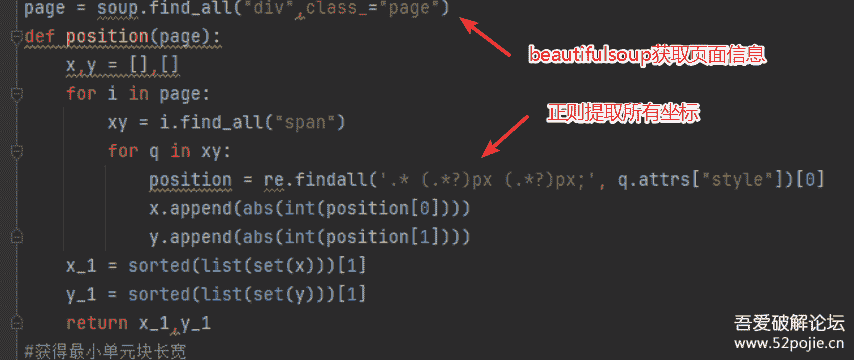 page = soup.find_all("div",class_="page")
beautifulsoup获取页面信息
def position(page):
x,y = [],[]
for i in page:
xy = i.find_all("span")
正则提取所有坐标
for q in xy:
position = re.findall('.* (.*?)px (.*?)px;', q.attrs["style"])[0]
x.append(abs(int(position[0])))
y.append(abs(int(position[1])))
x_1 = sorted(list(set(x)))[1]
y_1 = sorted(list(set(y)))[1]
return x_1,y_1
#获得最小单元块长宽
吾爱破解论坛
www.52pojie.cn